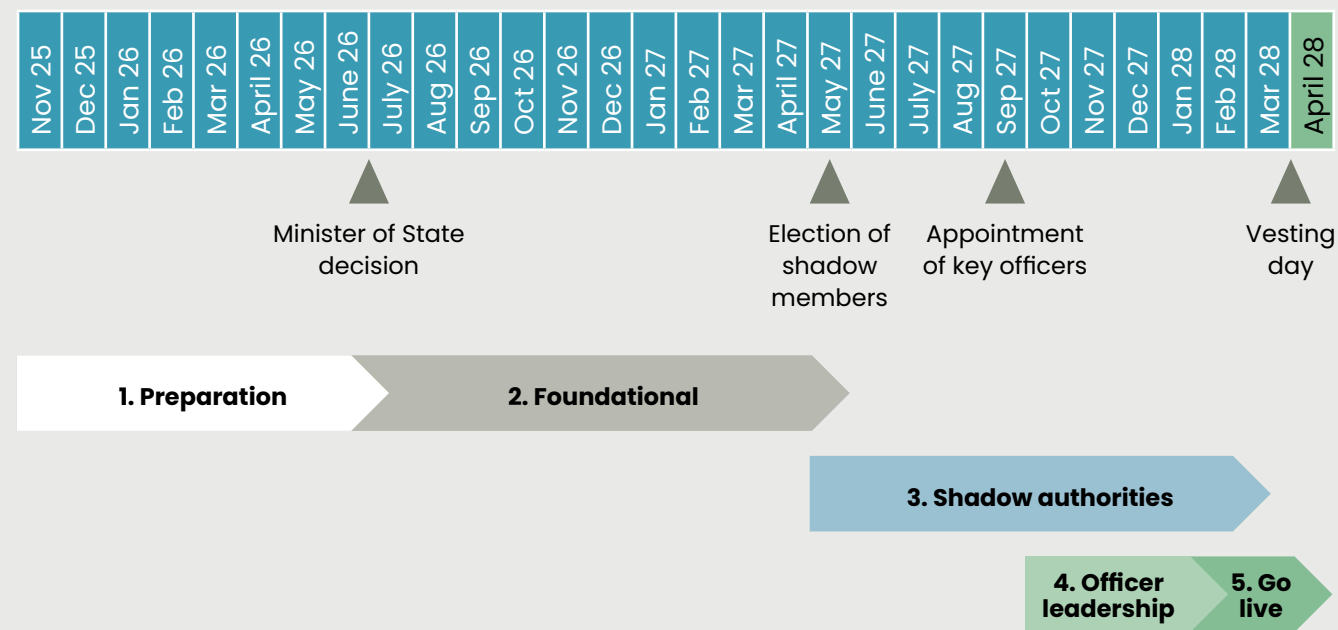 Nov 25
Dec 25
Jan 26
Feb 26
Mar 26
April 26
May 26
June 26
July 26
Aug 26
Sep 26
Oct 26
Nov 26
Dec 26
Jan 27
Feb 27
Mar 27
April 27
May 27
June 27
July 27
Aug 27
Sep 27
Oct 27
Nov 27
Dec 27
Jan 28
Feb 28
Mar 28
April 28
Minister of State
decision
Election of
shadow
members
Appointment
of key officers
Vesting
day
1. Preparation
2. Foundational
3. Shadow authorities
4. Officer
leadership
5. Go
live